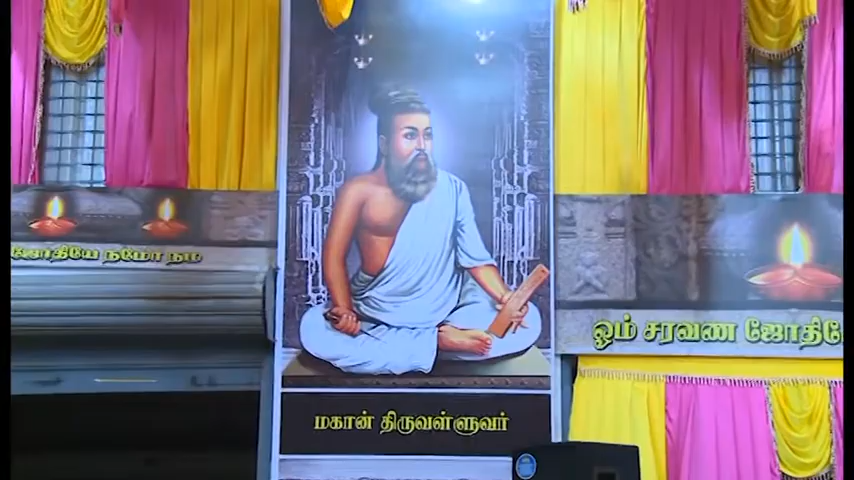 ஜோதியே நமோ நம
ஓம் சரவண ஜோதியே
மகான் திருவள்ளுவர்